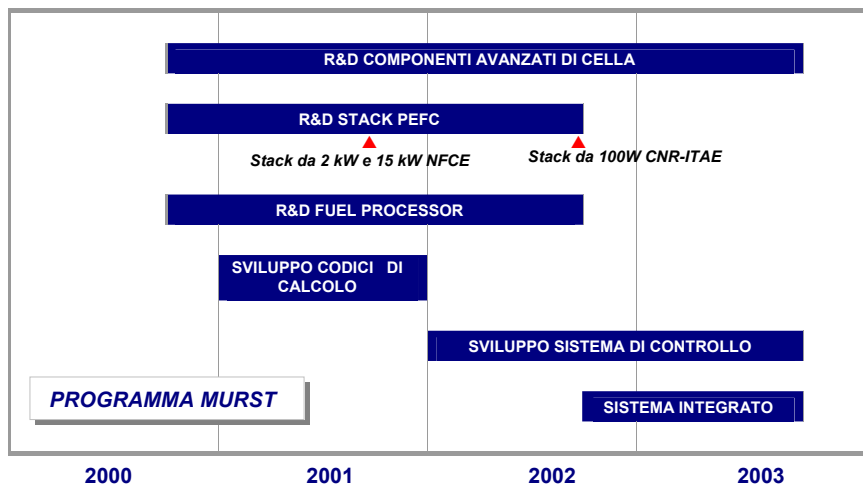 R&D COMPONENTI AVANZATI DI CELLA
R&D STACK PEFC
Stack da 2 kW e 15 kW NFCE
Stack da 100W CNR-ITAE
R&D FUEL PROCESSOR
SVILUPPO CODICI DI
CALCOLO
SVILUPPO SISTEMA DI CONTROLLO
PROGRAMMA MURST
SISTEMA INTEGRATO
2000 2001 2002 2003